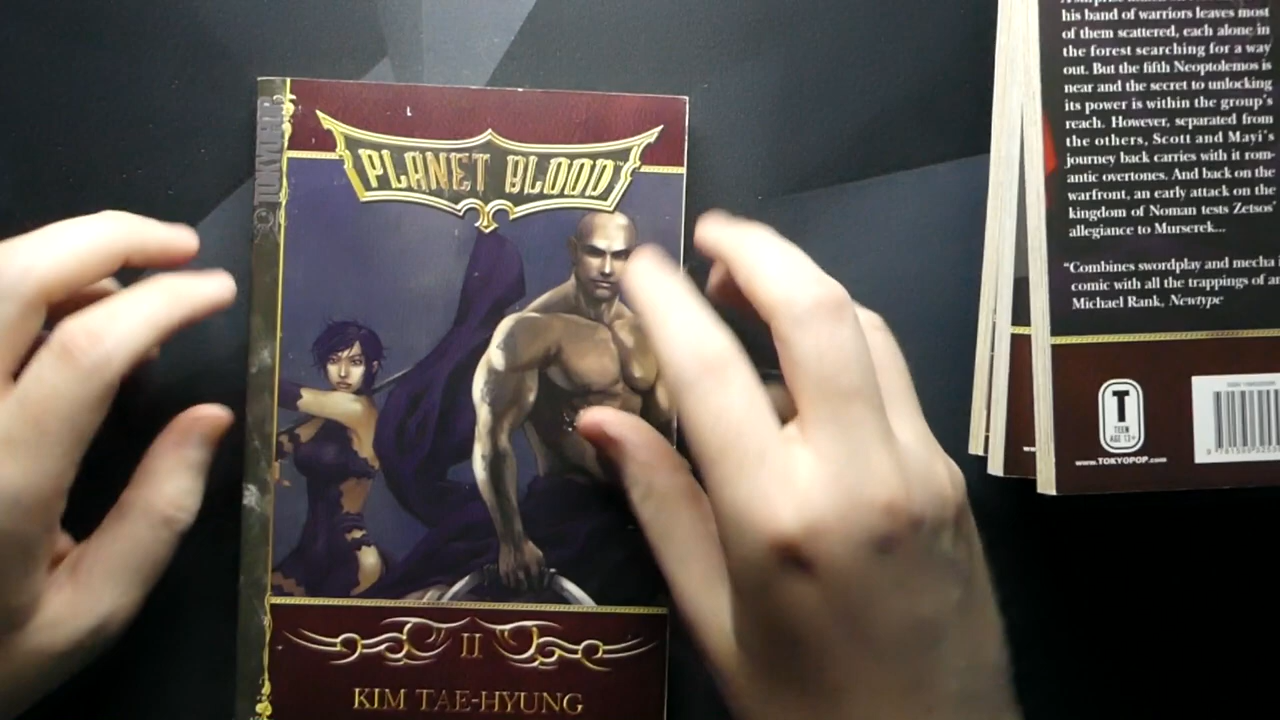 TOKYOPOP
PLANET BLOOD™
II
KIM TAE-HYUNG
his band of warriors leaves most
of them scattered, each alone in
the forest searching for a way
out. But the fifth Neoptolemos is
near and the secret to unlocking
its power is within the group's
reach. However, separated from
the others, Scott and Mayi's
journey back carries with it rom-
antic overtones. And back on the
warfront, an early attack on the
kingdom of Noman tests Zetsos'
allegiance to Murserek...
"Combines swordplay and mecha i
comic with all the trappings of a
Michael Rank, Newtype
T
TEEN
AGE 13+
www.TOKYOPOP.com